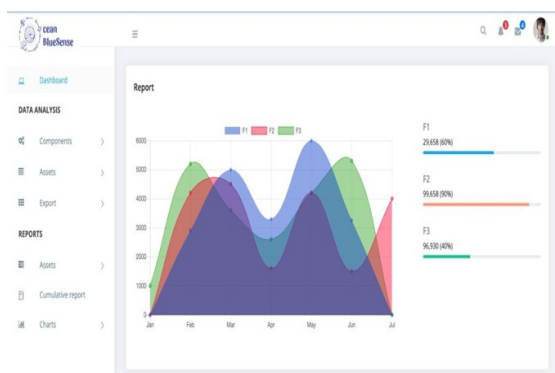 cean
BlueSense
1
4
Dashboard
DATA ANALYSIS
Components
Assets
Export
REPORTS
Assets
Cumulative report
Charts
Report
F1 F2 F3
6000
5000
4000
3000
2000
1000
0
Jan Feb Mar Apr May Jun Jul
F1
29,658 (60%)
F2
99,658 (90%)
F3
96,930 (40%)